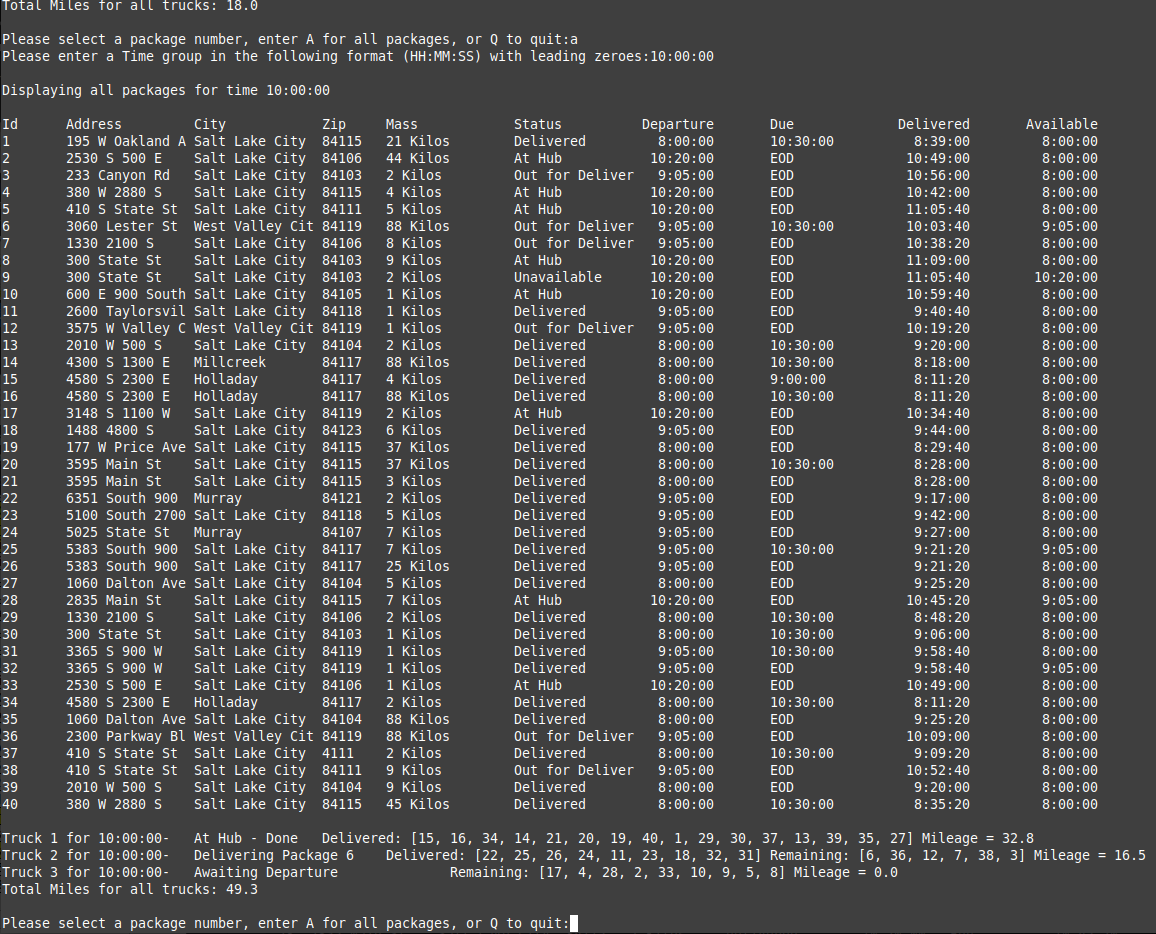 Total Miles for all trucks: 18.0
Please select a package number, enter A for all packages, or Q to quit:a
Please enter a Time group in the following format (HH:MM:SS) with leading zeroes:10:00:00
Displaying all packages for time 10:00:00
Id Address City Zip Mass Status Departure Due Delivered Available
1 195 W Oakland A Salt Lake City 84115 21 Kilos Delivered 8:00:00 10:30:00 8:39:00 8:00:00
2 2530 S 500 E Salt Lake City 84106 44 Kilos At Hub 10:20:00 EOD 10:49:00 8:00:00
3 233 Canyon Rd Salt Lake City 84103 2 Kilos Out for Deliver 9:05:00 EOD 10:56:00 8:00:00
4 380 W 2880 S Salt Lake City 84115 4 Kilos At Hub 10:20:00 EOD 10:42:00 8:00:00
5 410 S State St Salt Lake City 84111 5 Kilos At Hub 10:20:00 EOD 11:05:40 8:00:00
6 3060 Lester St West Valley Cit 84119 88 Kilos Out for Deliver 9:05:00 10:30:00 10:03:40 9:05:00
7 1330 2100 S Salt Lake City 84106 8 Kilos Out for Deliver 9:05:00 EOD 10:38:20 8:00:00
8 300 State St Salt Lake City 84103 9 Kilos At Hub 10:20:00 EOD 11:09:00 8:00:00
9 300 State St Salt Lake City 84103 2 Kilos Unavailable 10:20:00 EOD 11:05:40 10:20:00
10 600 E 900 South Salt Lake City 84105 1 Kilos At Hub 10:20:00 EOD 10:59:40 8:00:00
11 2600 Taylorsvil Salt Lake City 84118 1 Kilos Delivered 9:05:00 EOD 9:40:40 8:00:00
12 3575 W Valley C West Valley Cit 84119 1 Kilos Out for Deliver 9:05:00 EOD 10:19:20 8:00:00
13 2010 W 500 S Salt Lake City 84104 2 Kilos Delivered 8:00:00 10:30:00 9:20:00 8:00:00
14 4300 S 1300 E Millcreek 84117 88 Kilos Delivered 8:00:00 10:30:00 8:18:00 8:00:00
15 4580 S 2300 E Holladay 84117 4 Kilos Delivered 8:00:00 9:00:00 8:11:20 8:00:00
16 4580 S 2300 E Holladay 84117 88 Kilos Delivered 8:00:00 10:30:00 8:11:20 8:00:00
17 3148 S 1100 W Salt Lake City 84119 2 Kilos At Hub 10:20:00 EOD 10:34:40 8:00:00
18 1488 4800 S Salt Lake City 84123 6 Kilos Delivered 9:05:00 EOD 9:44:00 8:00:00
19 177 W Price Ave Salt Lake City 84115 37 Kilos Delivered 8:00:00 EOD 8:29:40 8:00:00
20 3595 Main St Salt Lake City 84115 37 Kilos Delivered 8:00:00 10:30:00 8:28:00 8:00:00
21 3595 Main St Salt Lake City 84115 3 Kilos Delivered 8:00:00 EOD 8:28:00 8:00:00
22 6351 South 900 Murray 84121 2 Kilos Delivered 9:05:00 EOD 9:17:00 8:00:00
23 5100 South 2700 Salt Lake City 84118 5 Kilos Delivered 9:05:00 EOD 9:42:00 8:00:00
24 5025 State St Murray 84107 7 Kilos Delivered 9:05:00 EOD 9:27:00 8:00:00
25 5383 South 900 Salt Lake City 84117 7 Kilos Delivered 9:05:00 10:30:00 9:21:20 9:05:00
26 5383 South 900 Salt Lake City 84117 25 Kilos Delivered 9:05:00 EOD 9:21:20 8:00:00
27 1060 Dalton Ave Salt Lake City 84104 5 Kilos Delivered 8:00:00 EOD 9:25:20 8:00:00
28 2835 Main St Salt Lake City 84115 7 Kilos At Hub 10:20:00 EOD 10:45:20 9:05:00
29 1330 2100 S Salt Lake City 84106 2 Kilos Delivered 8:00:00 10:30:00 8:48:20 8:00:00
30 300 State St Salt Lake City 84103 1 Kilos Delivered 8:00:00 10:30:00 9:06:00 8:00:00
31 3365 S 900 W Salt Lake City 84119 1 Kilos Delivered 9:05:00 10:30:00 9:58:40 8:00:00
32 3365 S 900 W Salt Lake City 84119 1 Kilos Delivered 9:05:00 EOD 9:58:40 9:05:00
33 2530 S 500 E Salt Lake City 84106 1 Kilos At Hub 10:20:00 EOD 10:49:00 8:00:00
34 4580 S 2300 E Holladay 84117 2 Kilos Delivered 8:00:00 10:30:00 8:11:20 8:00:00
35 1060 Dalton Ave Salt Lake City 84104 88 Kilos Delivered 8:00:00 EOD 9:25:20 8:00:00
36 2300 Parkway Bl West Valley Cit 84119 88 Kilos Out for Deliver 9:05:00 EOD 10:09:00 8:00:00
37 410 S State St Salt Lake City 4111 2 Kilos Delivered 8:00:00 10:30:00 9:09:20 8:00:00
38 410 S State St Salt Lake City 84111 9 Kilos Out for Deliver 9:05:00 EOD 10:52:40 8:00:00
39 2010 W 500 S Salt Lake City 84104 9 Kilos Delivered 8:00:00 EOD 9:20:00 8:00:00
40 380 W 2880 S Salt Lake City 84115 45 Kilos Delivered 8:00:00 10:30:00 8:35:20 8:00:00
Truck 1 for 10:00:00- At Hub - Done Delivered: [15, 16, 34, 14, 21, 20, 19, 40, 1, 29, 30, 37, 13, 39, 35, 27] Mileage = 32.8
Truck 2 for 10:00:00- Delivering Package 6 Delivered: [22, 25, 26, 24, 11, 23, 18, 32, 31] Remaining: [6, 36, 12, 7, 38, 3] Mileage = 16.5
Truck 3 for 10:00:00- Awaiting Departure Remaining: [17, 4, 28, 2, 33, 10, 9, 5, 8] Mileage = 0.0
Total Miles for all trucks: 49.3
Please select a package number, enter A for all packages, or Q to quit: